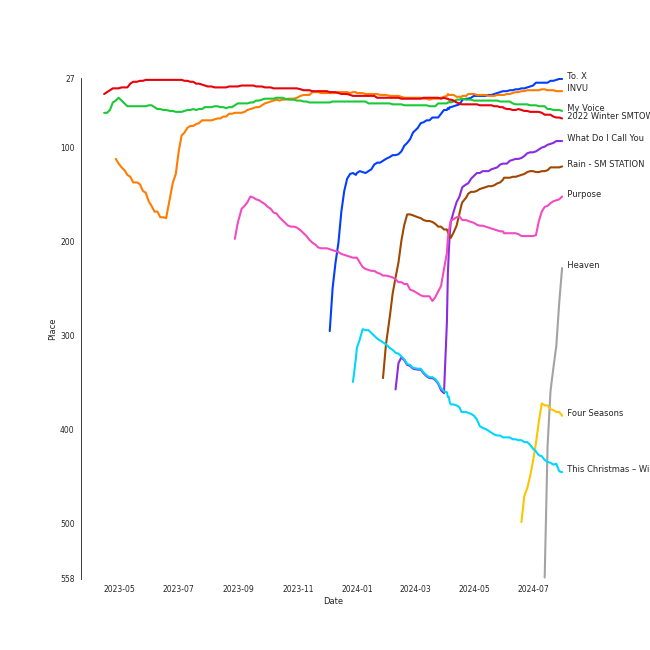 27
100
200
300
400
500
558
Place
To. X
INVU
My Voice
2022 Winter SMTOW
What Do I Call You
Rain - SM STATION
Purpose
Heaven
Four Seasons
This Christmas – Wi
2023-05
2023-07
2023-09
2023-11
2024-01
2024-03
2024-05
2024-07
Date